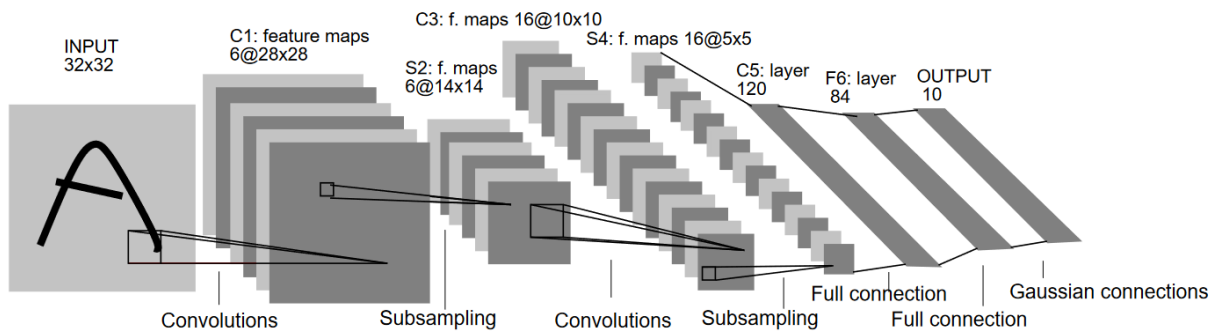 INPUT
32x32
C1: feature maps
6@28x28
S2: f. maps
6@14x14
C3: f. maps 16@10x10
S4: f. maps 16@5x5
C5: layer
120
F6: layer
84
OUTPUT
10
Convolutions
Subsampling
Convolutions
Subsampling
Full connection
Full connection
Gaussian connections
A